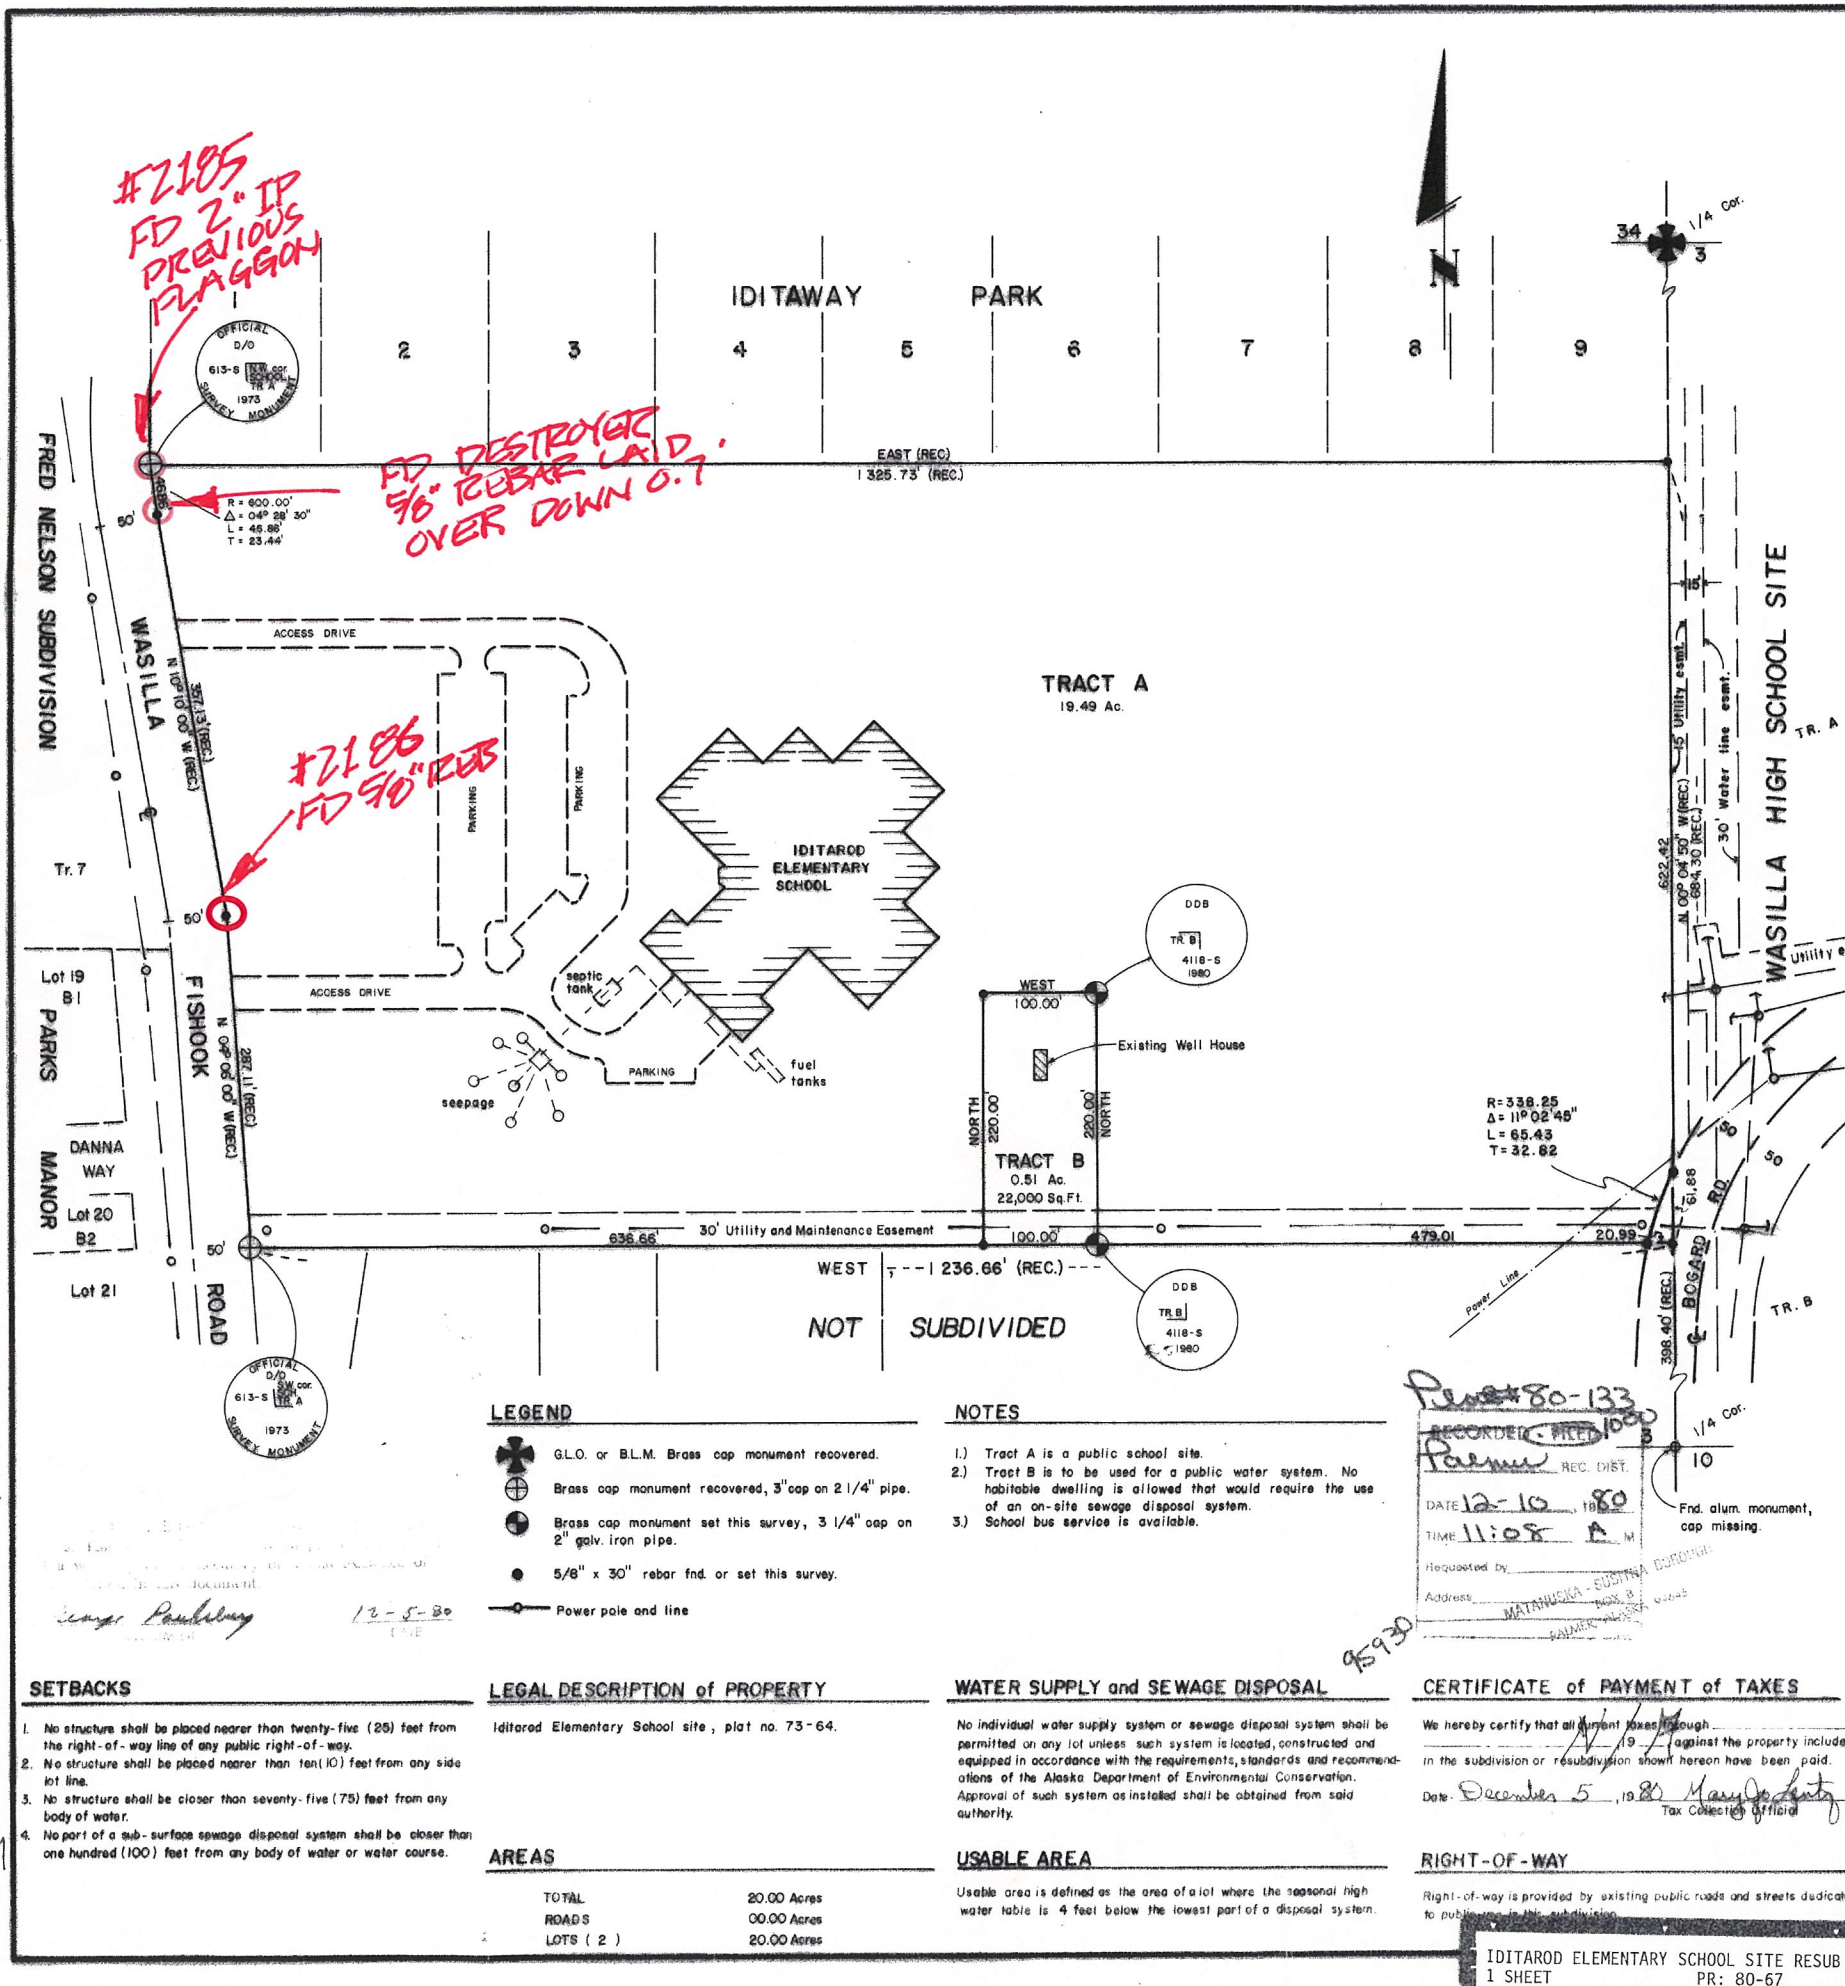 #2185
FD 2" IP
PREVIOUS
FLAGGON
OFFICIAL
D/O
613-S
N.W. cor.
SCHOOL
TR. A
1973
SURVEY MONUMENT
IDITAWAY PARK
2 3 4 5 6 7 8 9
34
1/4 Cor.
3
N
FD DESTROYER
5/8" REBAR LAID
OVER DOWN 0.7'
EAST (REC)
1325.73' (REC.)
46.86'
R = 600.00'
Δ = 04° 28' 30"
L = 46.86'
T = 23.44'
50'
FRED NELSON SUBDIVISION
WASILLA FISHOOK ROAD
357.13' (REC.)
N 10° 10' 00" W (REC.)
ACCESS DRIVE
PARKING
PARKING
TRACT A
19.49 Ac.
#2186
FD 5/8" REB
IDITAROD
ELEMENTARY
SCHOOL
15'
15' Utility esmt.
30' Water line esmt.
WASILLA HIGH SCHOOL SITE
TR. A
622.42
N 00° 04' 50" W (REC.)
684.30 (REC.)
Utility
Tr. 7
50'
Lot 19
B1
PARKS MANOR
DANNA
WAY
Lot 20
B2
Lot 21
ACCESS DRIVE
septic
tank
seepage
PARKING
fuel
tanks
287.11' (REC)
N 04° 06' 00" W (REC.)
50'
DDB
TR. B
4118-S
1980
WEST
100.00'
Existing Well House
NORTH
220.00'
220.00'
NORTH
TRACT B
0.51 Ac.
22,000 Sq.Ft.
R=338.25
Δ= 11° 02' 45"
L= 65.43
T=32.82
50
50
61.88
BOGARD RD.
30' Utility and Maintenance Easement
636.66'
100.00'
479.01
20.99
WEST 1 236.66' (REC.)
NOT SUBDIVIDED
DDB
TR. B
4118-S
1980
Power Line
398.40' (REC.)
TR. B
OFFICIAL
D/O
613-S
SW. cor.
SCH.
TR. A
1973
SURVEY MONUMENT
LEGEND
G.L.O. or B.L.M. Brass cap monument recovered.
Brass cap monument recovered, 3" cap on 2 1/4" pipe.
Brass cap monument set this survey, 3 1/4" cap on
2" galv. iron pipe.
5/8" x 30" rebar fnd. or set this survey.
Power pole and line
NOTES
1.) Tract A is a public school site.
2.) Tract B is to be used for a public water system. No
habitable dwelling is allowed that would require the use
of an on-site sewage disposal system.
3.) School bus service is available.
#80-133
RECORDED - FILED
Palmer REC. DIST.
DATE 12-10 1980
TIME 11:08 A M
Requested by
Address
MATANUSKA - SUSITNA BOROUGH
BOX B
PALMER, ALASKA
95930
3
1/4 Cor.
10
Fnd. alum. monument,
cap missing.
document.
12-5-80
DATE
SETBACKS
1. No structure shall be placed nearer than twenty-five (25) feet from
the right-of-way line of any public right-of-way.
2. No structure shall be placed nearer than ten (10) feet from any side
lot line.
3. No structure shall be closer than seventy-five (75) feet from any
body of water.
4. No part of a sub-surface sewage disposal system shall be closer than
one hundred (100) feet from any body of water or water course.
LEGAL DESCRIPTION of PROPERTY
Iditarod Elementary School site, plat no. 73-64.
AREAS
TOTAL 20.00 Acres
ROADS 00.00 Acres
LOTS ( 2 ) 20.00 Acres
WATER SUPPLY and SEWAGE DISPOSAL
No individual water supply system or sewage disposal system shall be
permitted on any lot unless such system is located, constructed and
equipped in accordance with the requirements, standards and recommend-
ations of the Alaska Department of Environmental Conservation.
Approval of such system as installed shall be obtained from said
authority.
USABLE AREA
Usable area is defined as the area of a lot where the seasonal high
water table is 4 feet below the lowest part of a disposal system.
CERTIFICATE of PAYMENT of TAXES
We hereby certify that all current taxes through
19 against the property include
in the subdivision or resubdivision shown hereon have been paid.
Date December 5, 1980 Mary Jo Lentz
Tax Collection Official
RIGHT-OF-WAY
Right-of-way is provided by existing public roads and streets dedicat
to public use in this subdivision
IDITAROD ELEMENTARY SCHOOL SITE RESUB
1 SHEET PR: 80-67